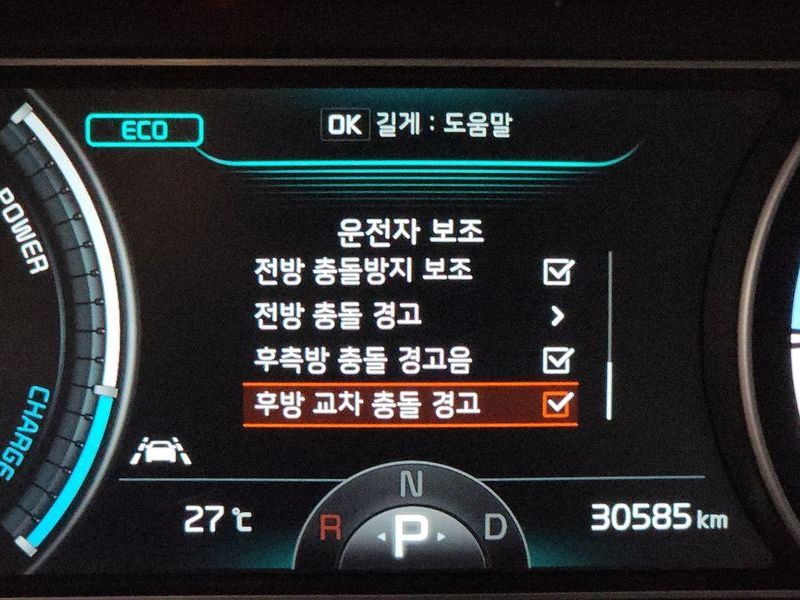 ECO
OK 길게 : 도움말
POWER
운전자 보조
전방 충돌방지 보조
전방 충돌 경고
후측방 충돌 경고음
후방 교차 충돌 경고
CHARGE
N
R P D
27 ℃
30585 km